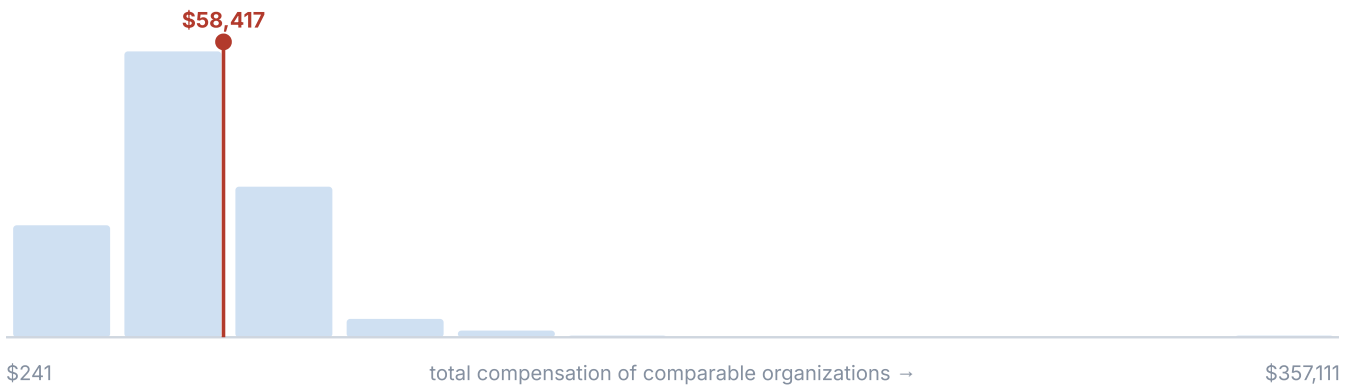 $58,417
$241
total compensation of comparable organizations →
$357,111